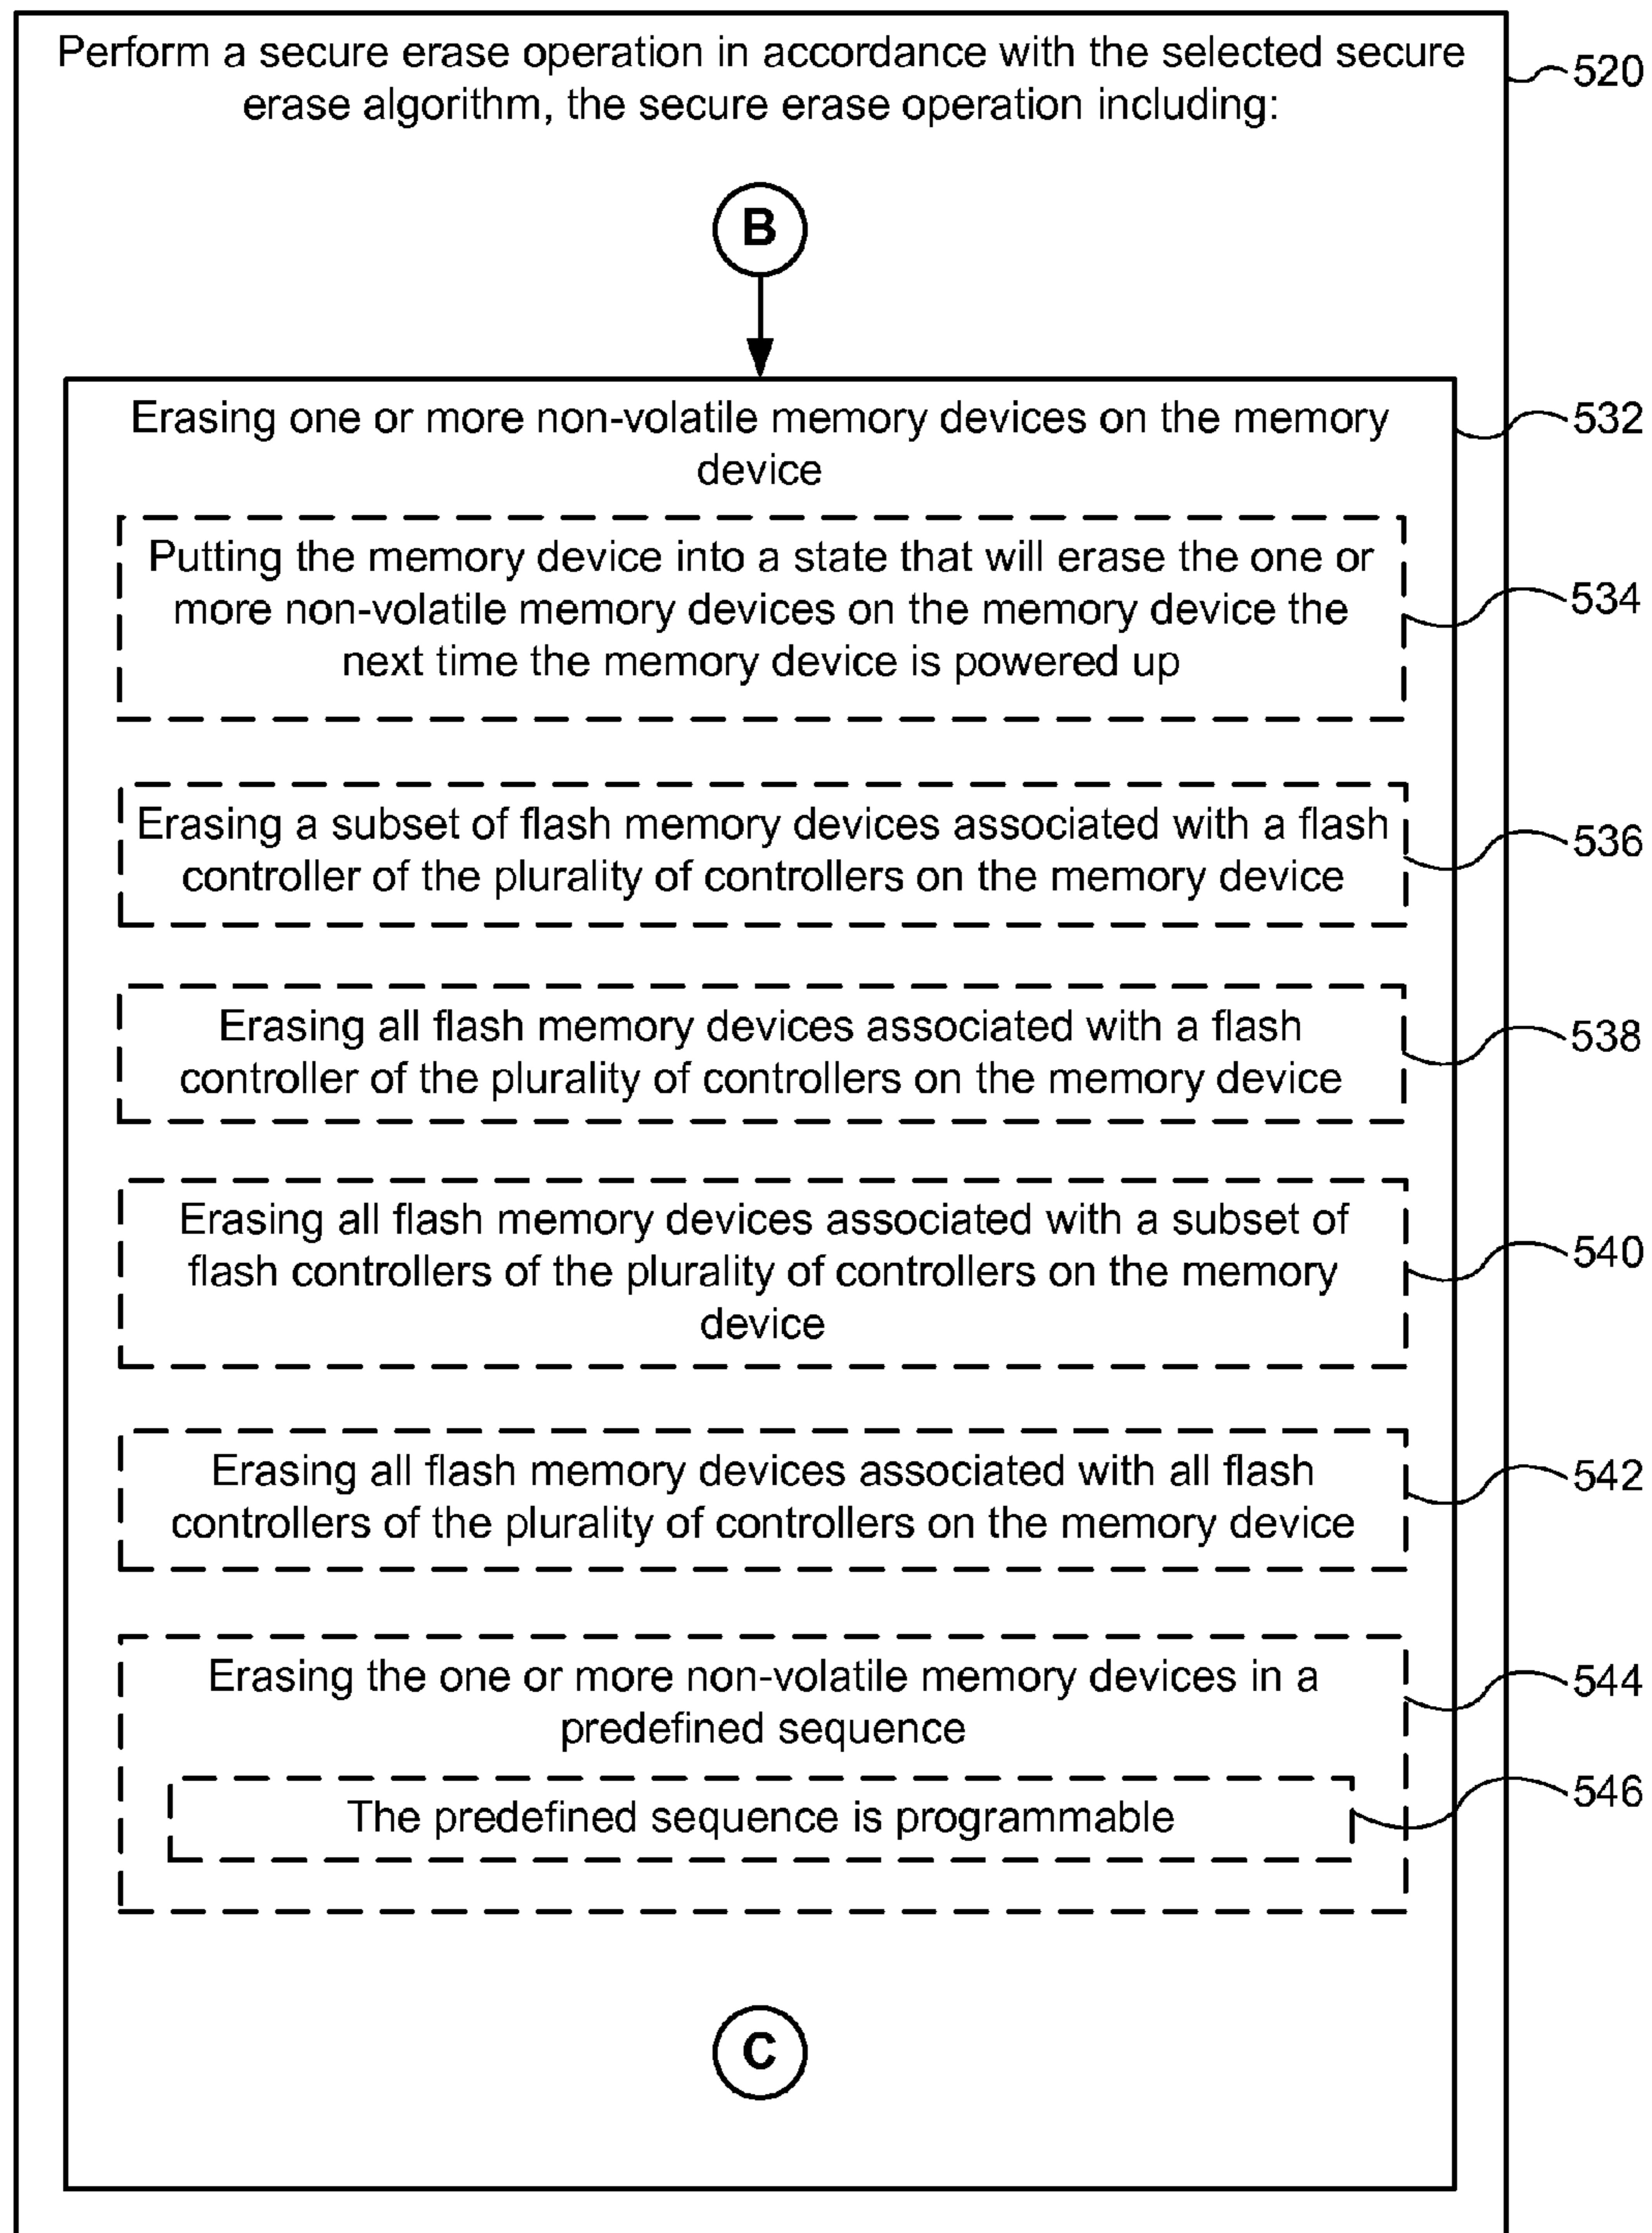 Perform a secure erase operation in accordance with the selected secure
erase algorithm, the secure erase operation including:
520
B
Erasing one or more non-volatile memory devices on the memory
device
532
Putting the memory device into a state that will erase the one or
more non-volatile memory devices on the memory device the
next time the memory device is powered up
534
Erasing a subset of flash memory devices associated with a flash
controller of the plurality of controllers on the memory device
536
Erasing all flash memory devices associated with a flash
controller of the plurality of controllers on the memory device
538
Erasing all flash memory devices associated with a subset of
flash controllers of the plurality of controllers on the memory
device
540
Erasing all flash memory devices associated with all flash
controllers of the plurality of controllers on the memory device
542
Erasing the one or more non-volatile memory devices in a
predefined sequence
544
The predefined sequence is programmable
546
C